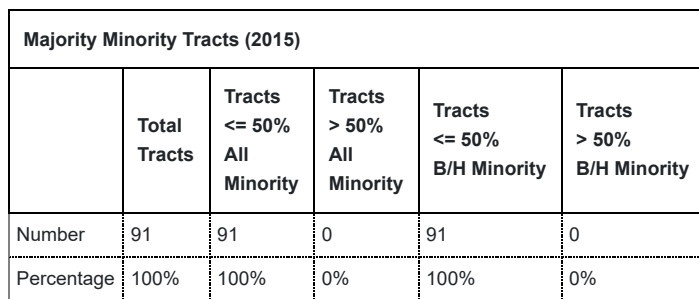 Majority Minority Tracts (2015)
Total Tracts
Tracts <= 50% All Minority
Tracts > 50% All Minority
Tracts <= 50% B/H Minority
Tracts > 50% B/H Minority
Number 91 91 0 91 0
Percentage 100% 100% 0% 100% 0%